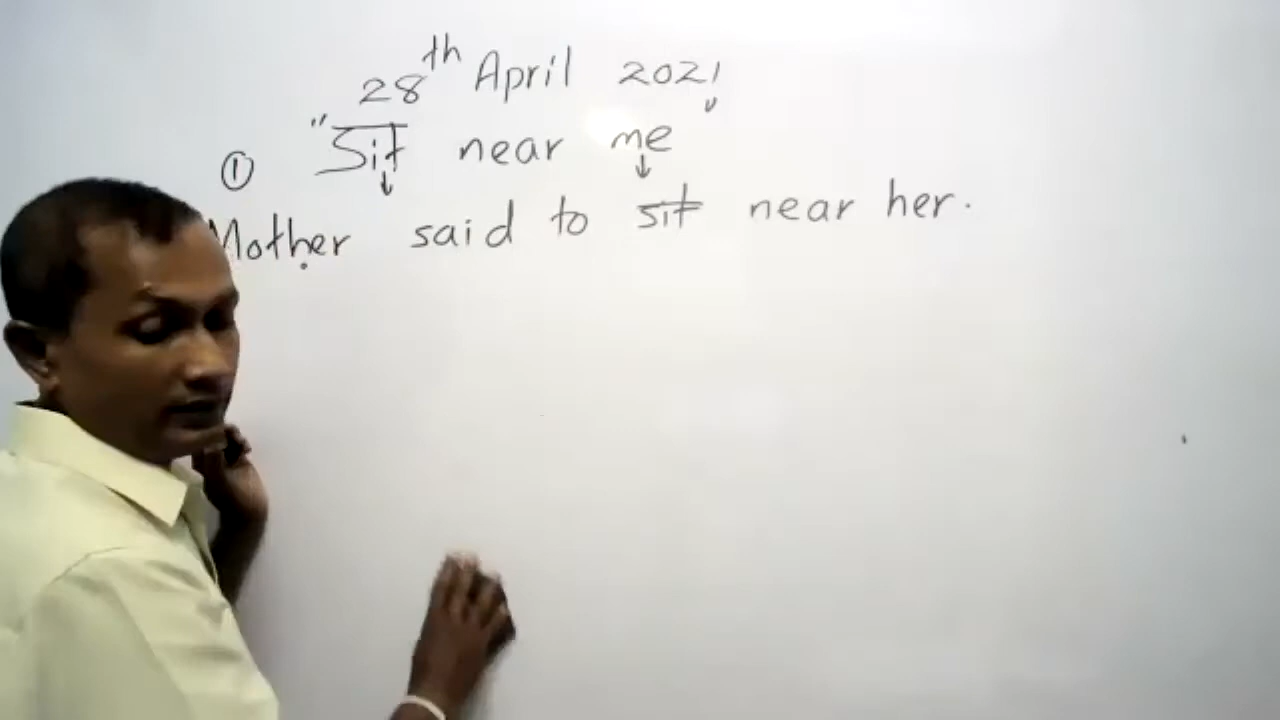 28th April 2021
① "Sit near me"
Mother said to sit near her.